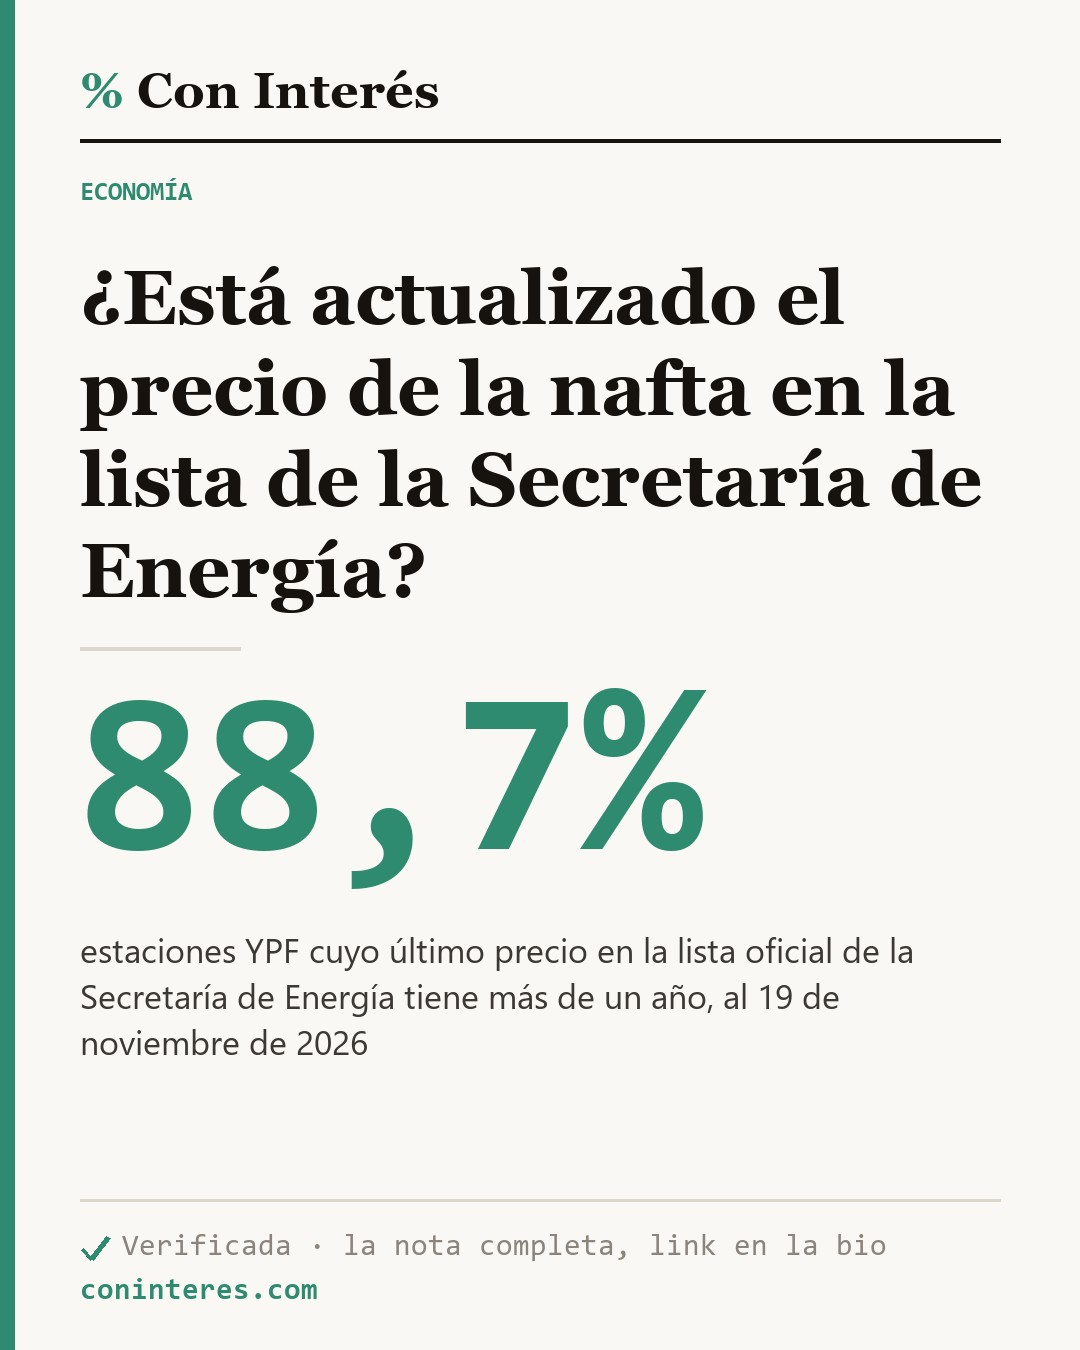 % Con Interés
ECONOMÍA
¿Está actualizado el
precio de la nafta en la
lista de la Secretaría de
Energía?
88,7%
estaciones YPF cuyo último precio en la lista oficial de la
Secretaría de Energía tiene más de un año, al 19 de
noviembre de 2026
✓ Verificada · la nota completa, link en la bio
coninteres.com